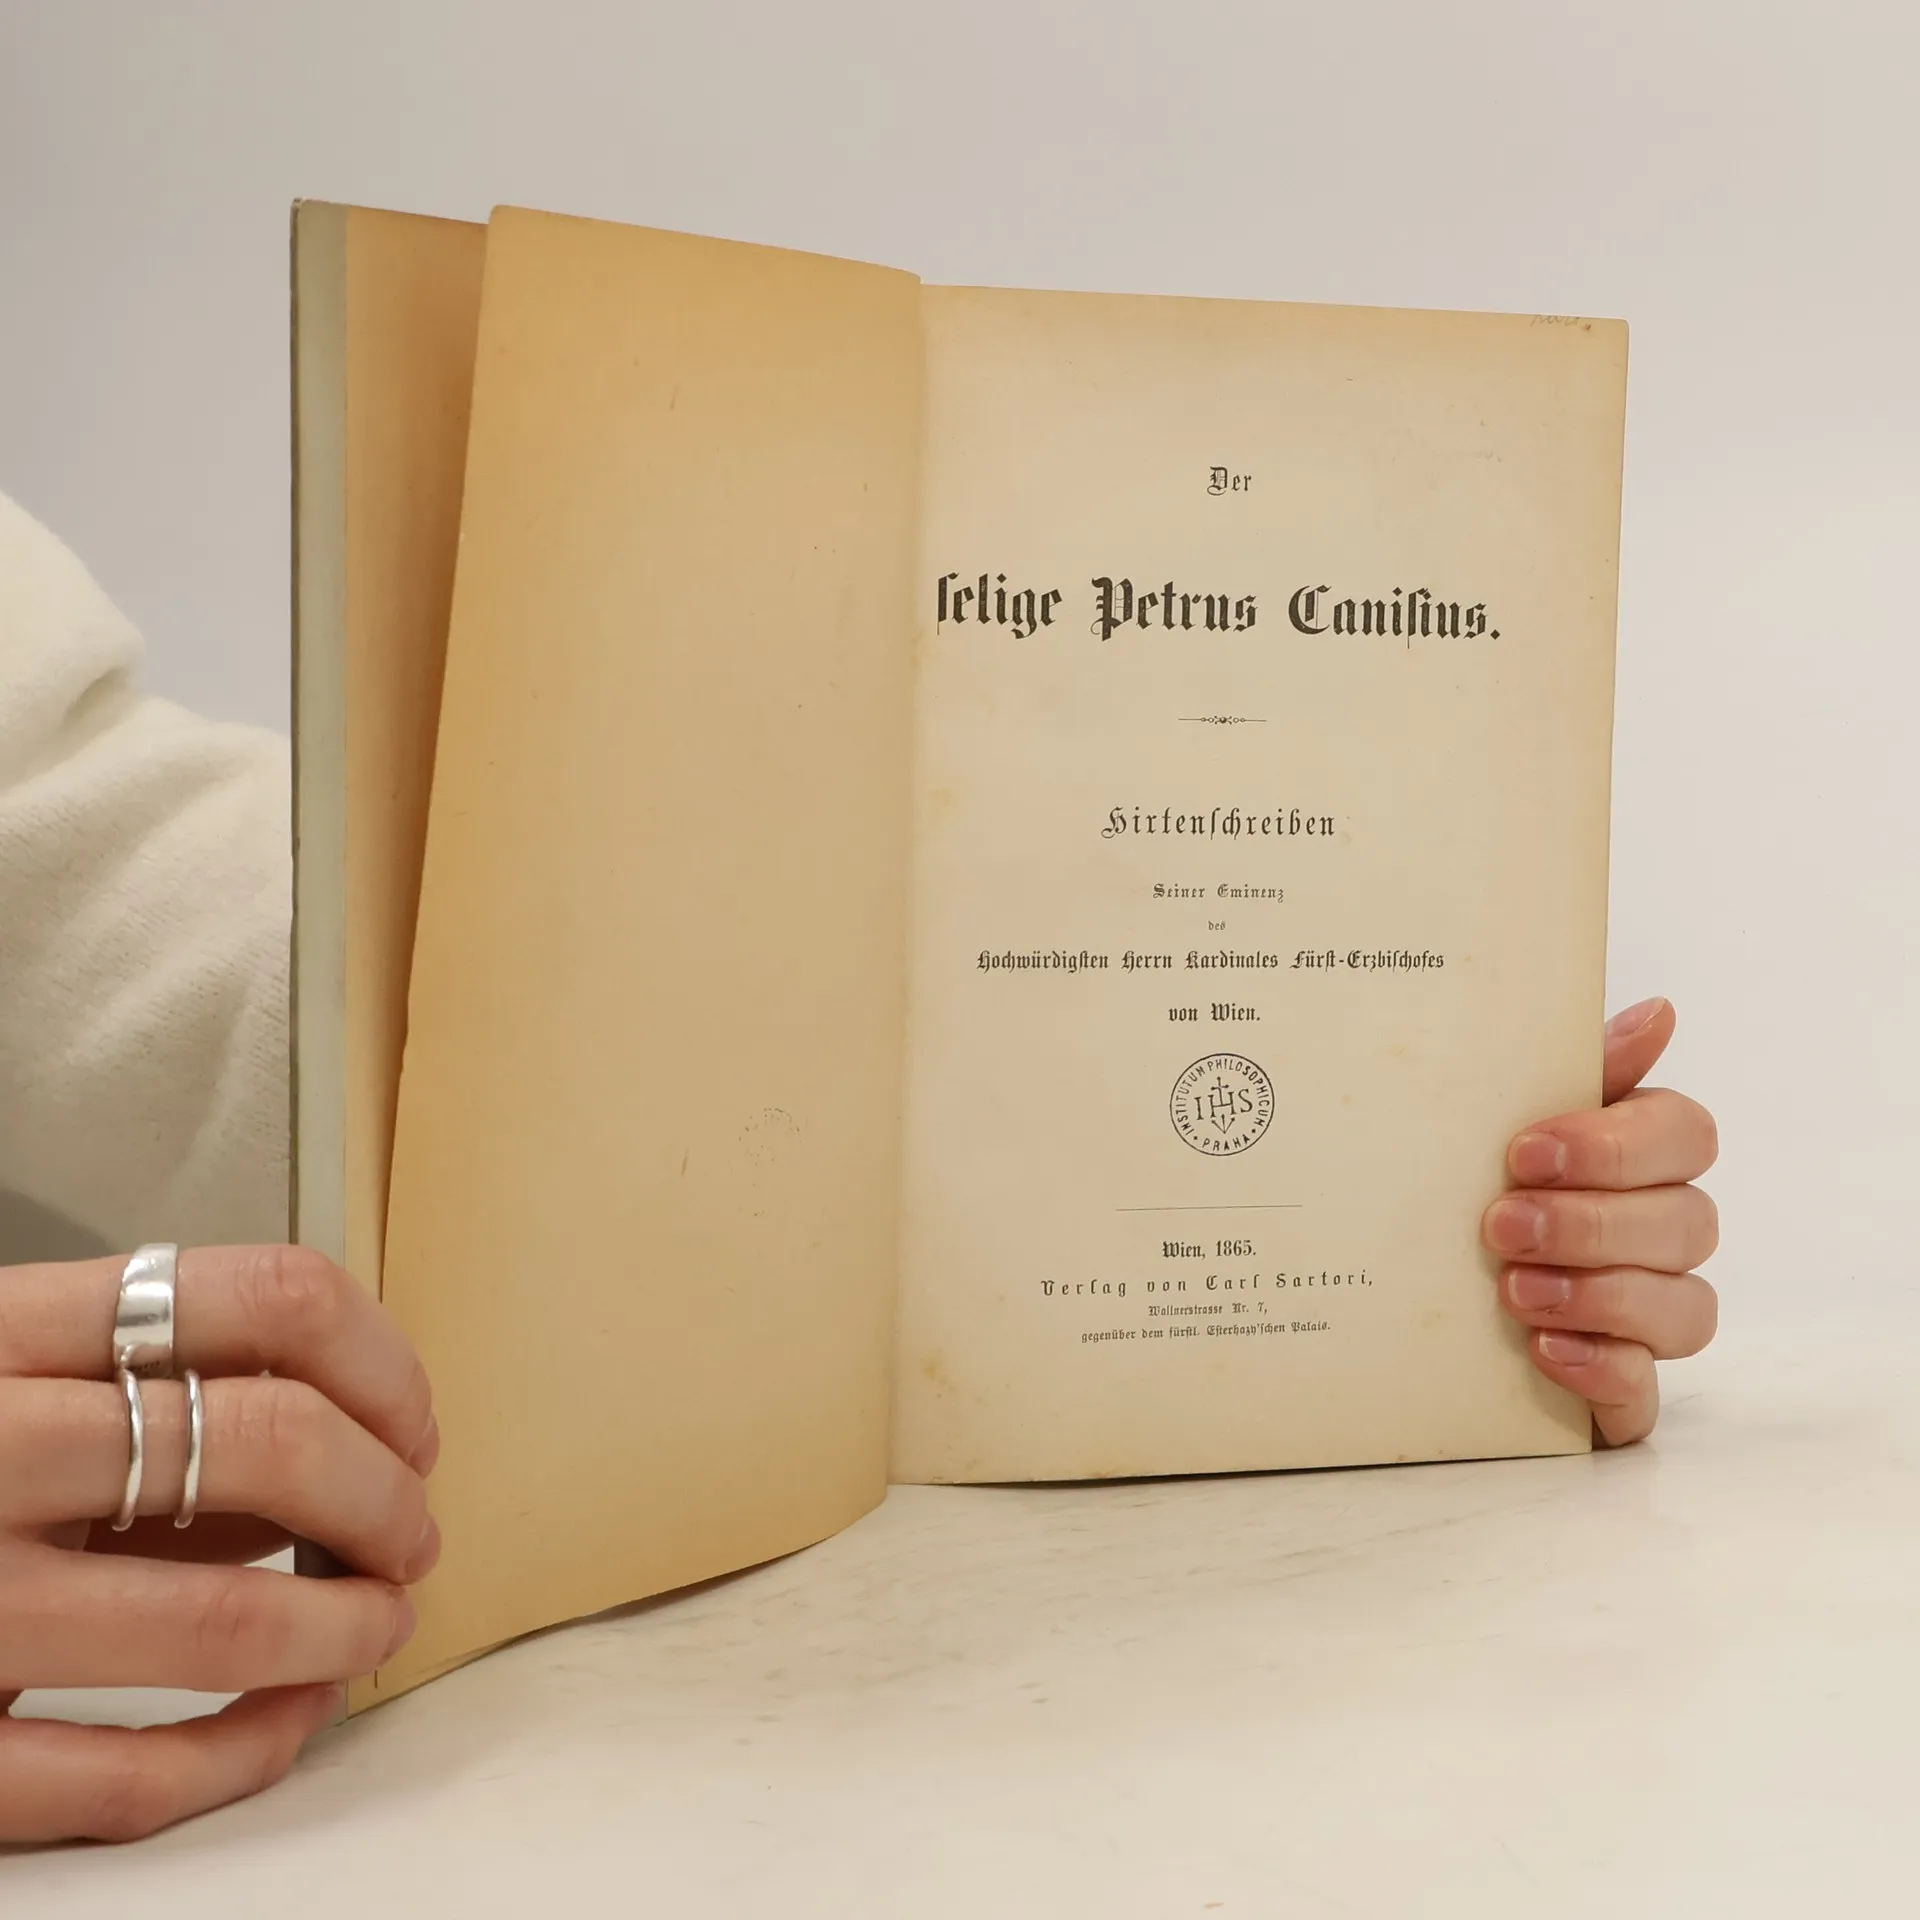 Der
ſelige Petrus Caniſius.
Hirtenſchreiben
Seiner Eminenz
des
Hochwürdigſten Herrn Kardinales Fürſt-Erzbiſchofes
von Wien.
INSTITUTUM PHILOSOPHICUM
IHS
PRAHA
Wien, 1865.
Verlag von Carl Sartori,
Wallnerstrasse Nr. 7,
gegenüber dem fürſtl. Eſterhazy'ſchen Palais.